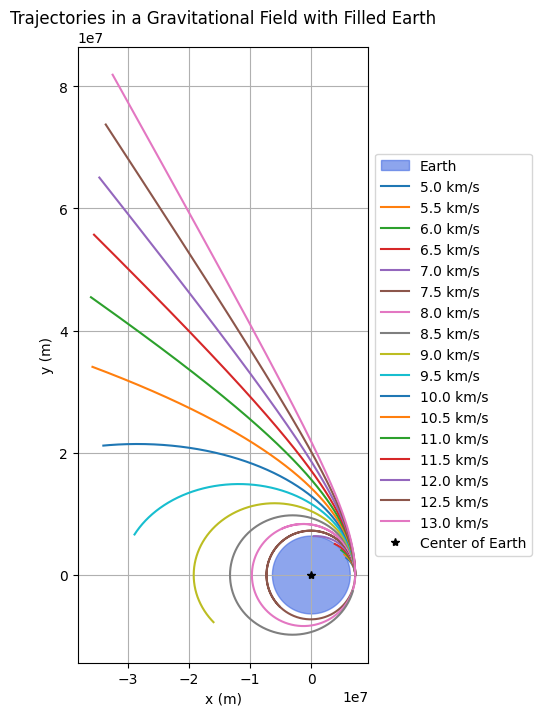 Trajectories in a Gravitational Field with Filled Earth
1e7
8
6
4
2
0
y (m)
−3
−2
−1
0
x (m)
1e7
Earth
5.0 km/s
5.5 km/s
6.0 km/s
6.5 km/s
7.0 km/s
7.5 km/s
8.0 km/s
8.5 km/s
9.0 km/s
9.5 km/s
10.0 km/s
10.5 km/s
11.0 km/s
11.5 km/s
12.0 km/s
12.5 km/s
13.0 km/s
Center of Earth